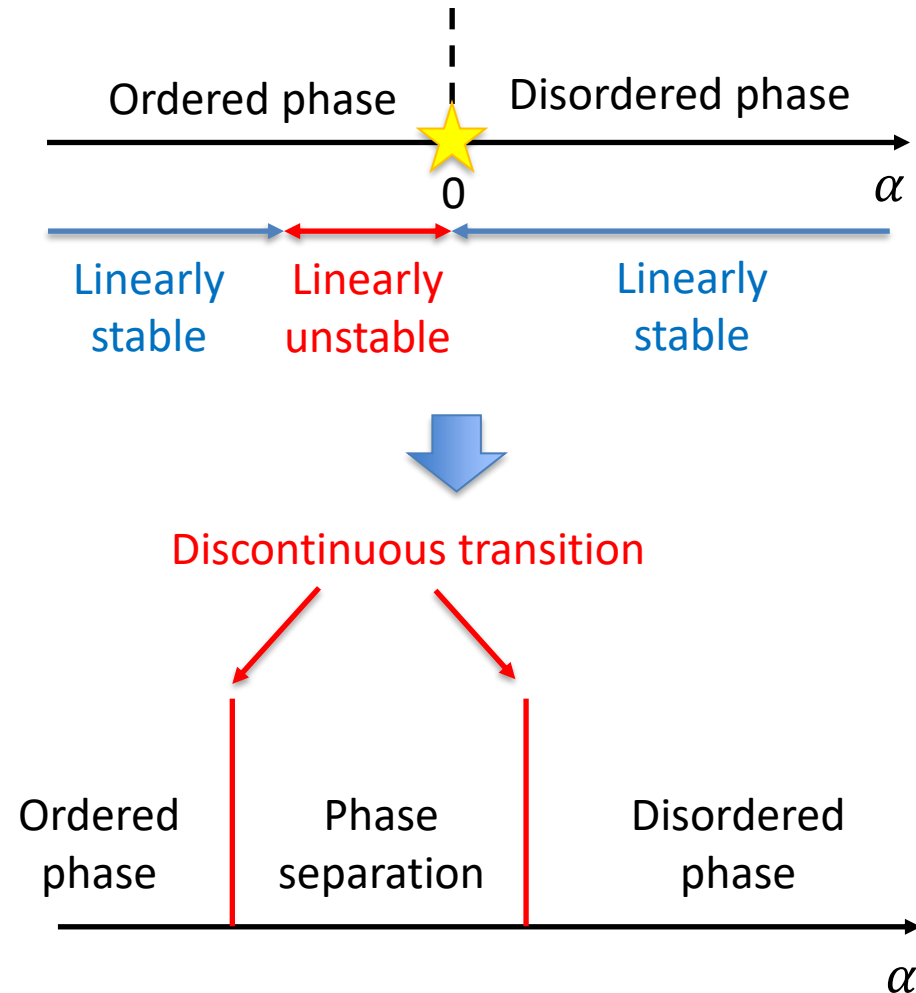 Ordered phase
Disordered phase
0
α
Linearly
stable
Linearly
unstable
Linearly
stable
Discontinuous transition
Ordered
phase
Phase
separation
Disordered
phase
α